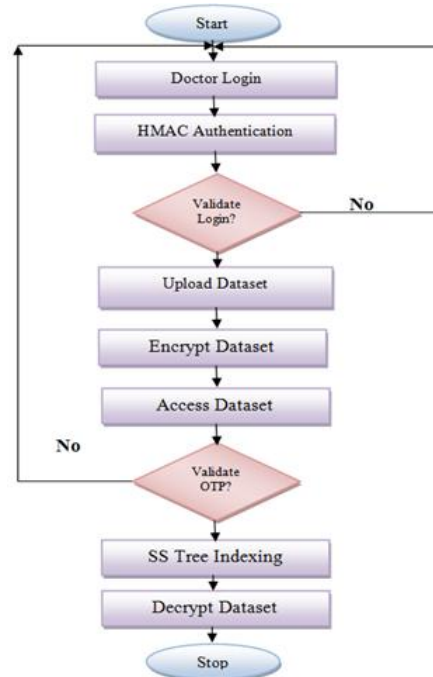 Start
Doctor Login
HMAC Authentication
Validate
Login?
No
Upload Dataset
Encrypt Dataset
Access Dataset
No
Validate
OTP?
SS Tree Indexing
Decrypt Dataset
Stop